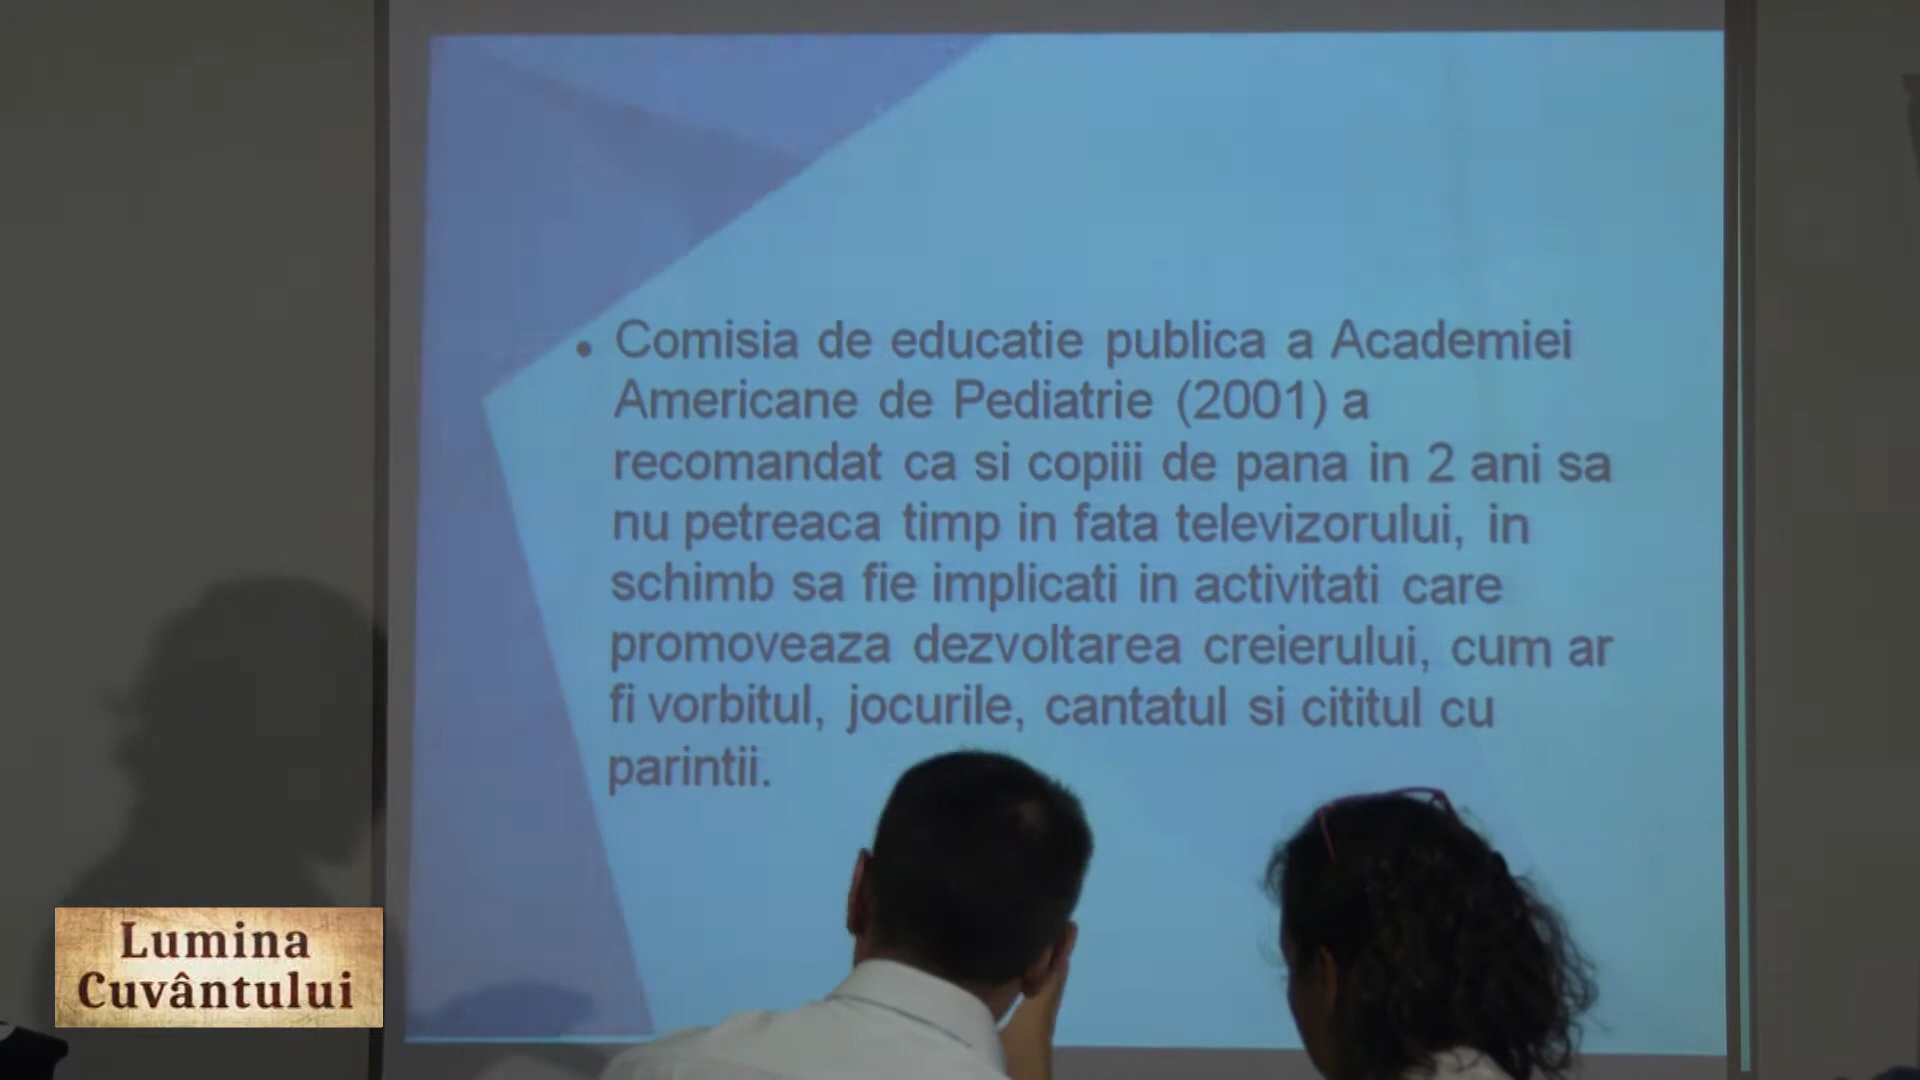 • Comisia de educatie publica a Academiei
Americane de Pediatrie (2001) a
recomandat ca si copiii de pana in 2 ani sa
nu petreaca timp in fata televizorului, in
schimb sa fie implicati in activitati care
promoveaza dezvoltarea creierului, cum ar
fi vorbitul, jocurile, cantatul si cititul cu
parintii.
Lumina
Cuvântului